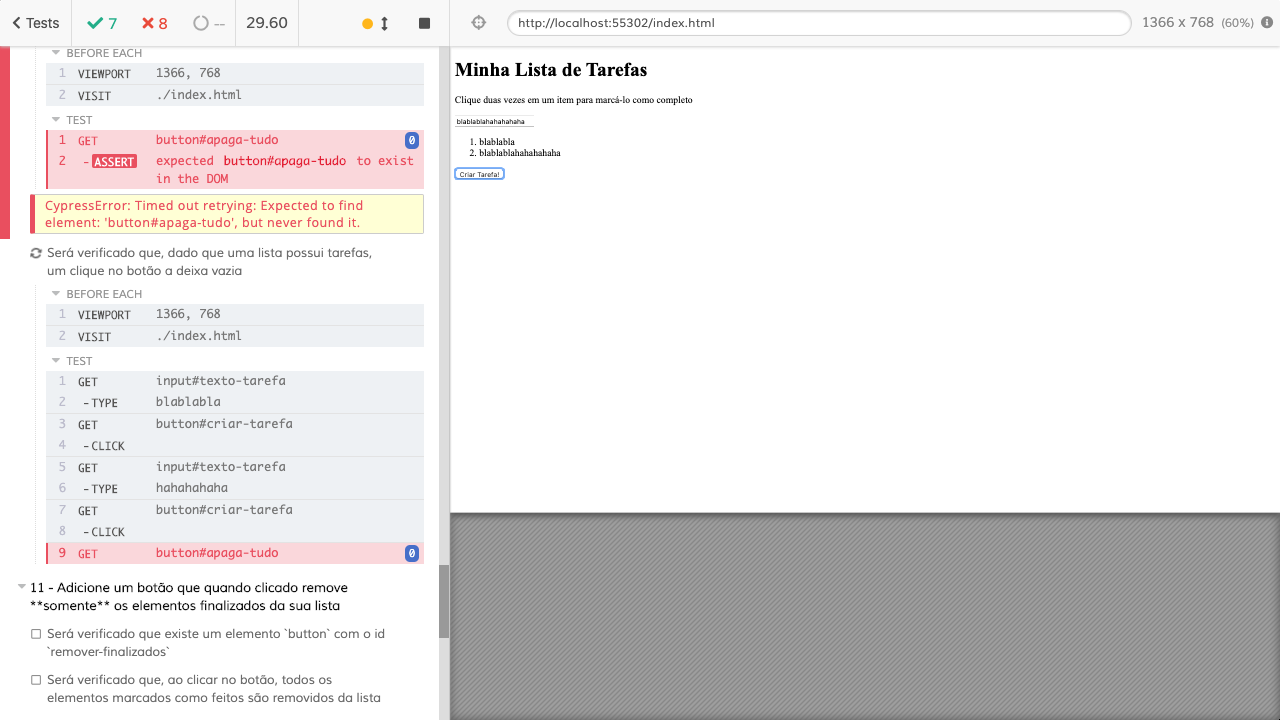 Tests
7
8
--
29.60
http://localhost:55302/index.html
1366 x 768 (60%)
BEFORE EACH
1 VIEWPORT 1366, 768
2 VISIT ./index.html
TEST
1 GET button#apaga-tudo 0
2 -ASSERT expected button#apaga-tudo to exist
in the DOM
CypressError: Timed out retrying: Expected to find
element: 'button#apaga-tudo', but never found it.
Será verificado que, dado que uma lista possui tarefas,
um clique no botão a deixa vazia
BEFORE EACH
1 VIEWPORT 1366, 768
2 VISIT ./index.html
TEST
1 GET input#texto-tarefa
2 -TYPE blablabla
3 GET button#criar-tarefa
4 -CLICK
5 GET input#texto-tarefa
6 -TYPE hahahahaha
7 GET button#criar-tarefa
8 -CLICK
9 GET button#apaga-tudo 0
11 - Adicione um botão que quando clicado remove
**somente** os elementos finalizados da sua lista
Será verificado que existe um elemento `button` com o id
`remover-finalizados`
Será verificado que, ao clicar no botão, todos os
elementos marcados como feitos são removidos da lista
Minha Lista de Tarefas
Clique duas vezes em um item para marcá-lo como completo
blablablahahahahaha
1. blablabla
2. blablablahahahahaha
Criar Tarefa!